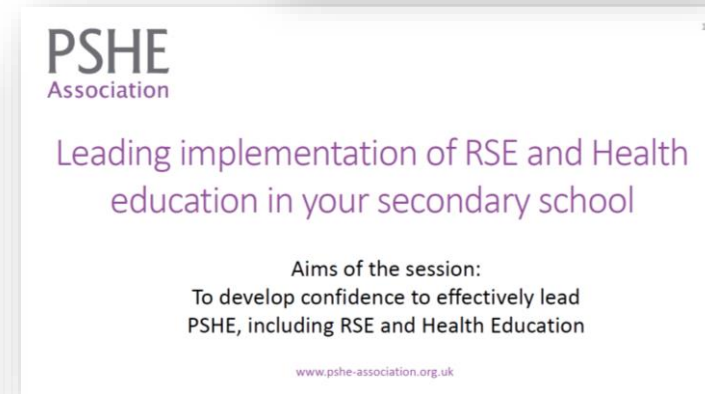 PSHE
Association
Leading implementation of RSE and Health
education in your secondary school
Aims of the session:
To develop confidence to effectively lead
PSHE, including RSE and Health Education
www.pshe-association.org.uk